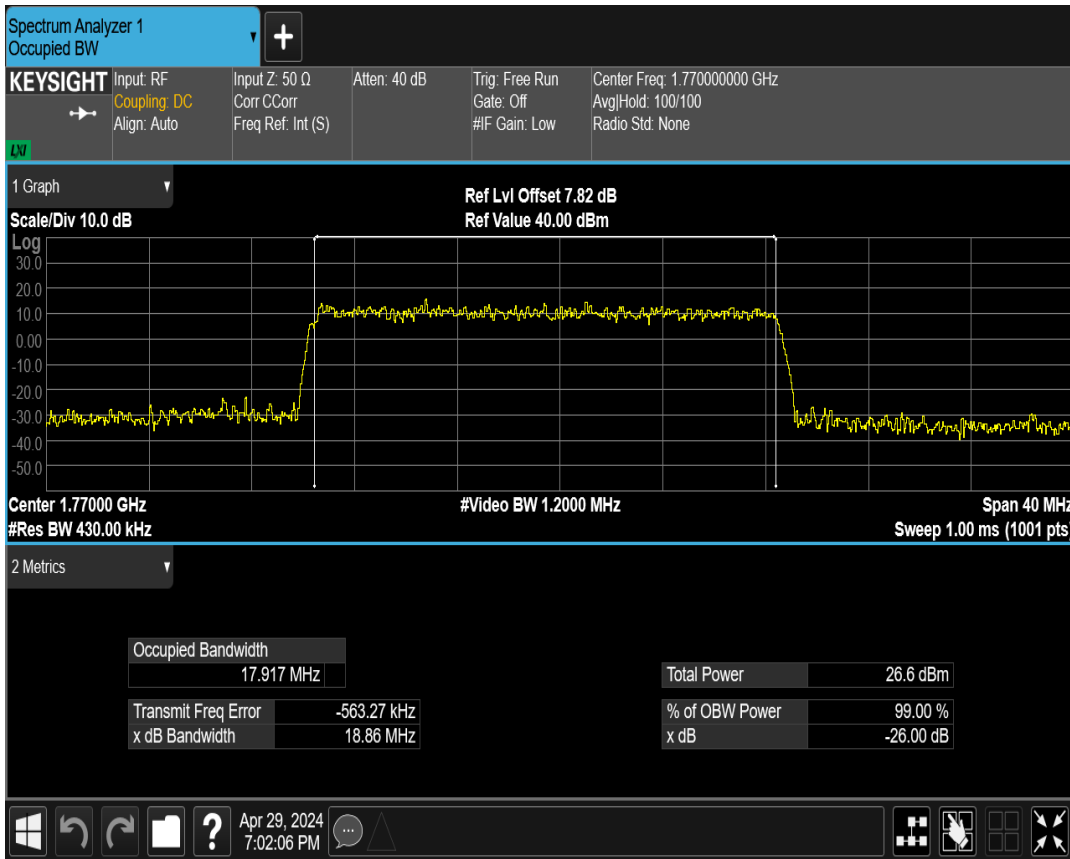 Spectrum Analyzer 1
Occupied BW
+
KEYSIGHT
LXI
Input: RF
Coupling: DC
Align: Auto
Input Z: 50 Ω
Corr CCorr
Freq Ref: Int (S)
Atten: 40 dB
Trig: Free Run
Gate: Off
#IF Gain: Low
Center Freq: 1.770000000 GHz
Avg|Hold: 100/100
Radio Std: None
1 Graph
Scale/Div 10.0 dB
Ref Lvl Offset 7.82 dB
Ref Value 40.00 dBm
Log
30.0
20.0
10.0
0.00
-10.0
-20.0
-30.0
-40.0
-50.0
Center 1.77000 GHz
#Video BW 1.2000 MHz
Span 40 MHz
#Res BW 430.00 kHz
Sweep 1.00 ms (1001 pts)
2 Metrics
Occupied Bandwidth
17.917 MHz
Transmit Freq Error -563.27 kHz
x dB Bandwidth 18.86 MHz
Total Power 26.6 dBm
% of OBW Power 99.00 %
x dB -26.00 dB
?
Apr 29, 2024
7:02:06 PM